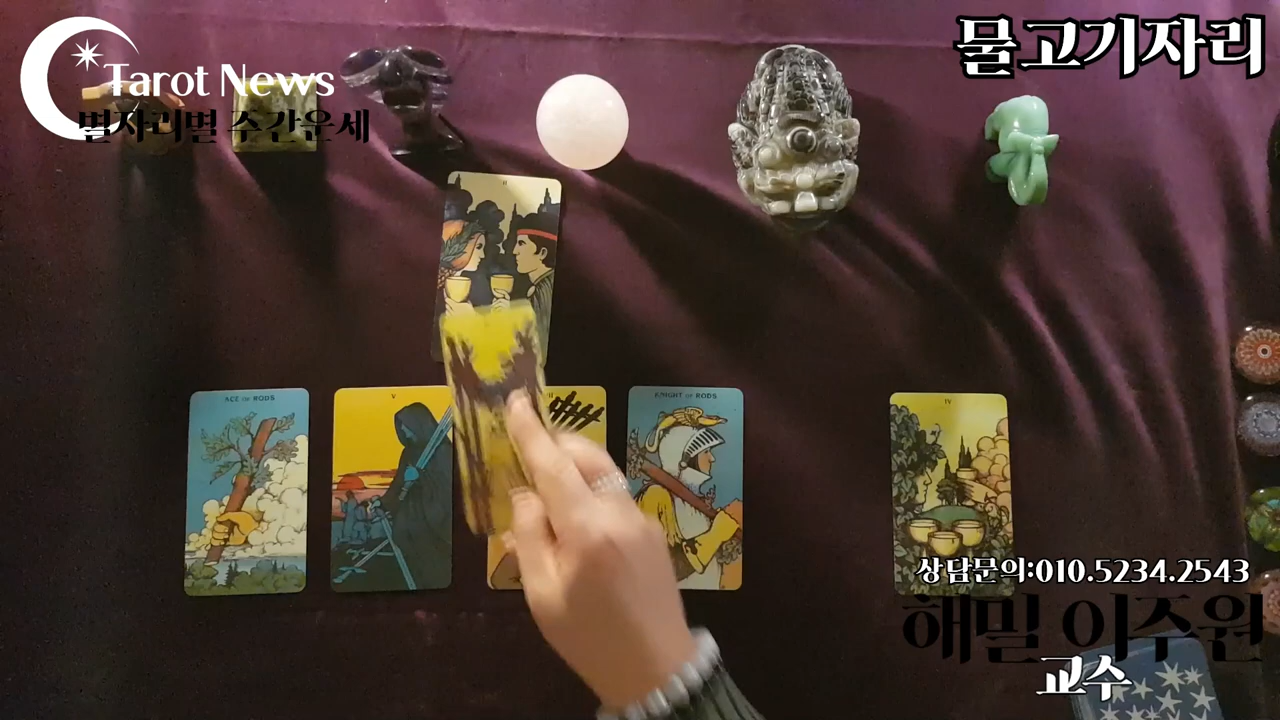 Tarot News
별자리별 주간운세
물고기자리
II
ACE OF RODS
V
KNIGHT OF RODS
IV
상담문의:010.5234.2543
해밀 이주원
교수